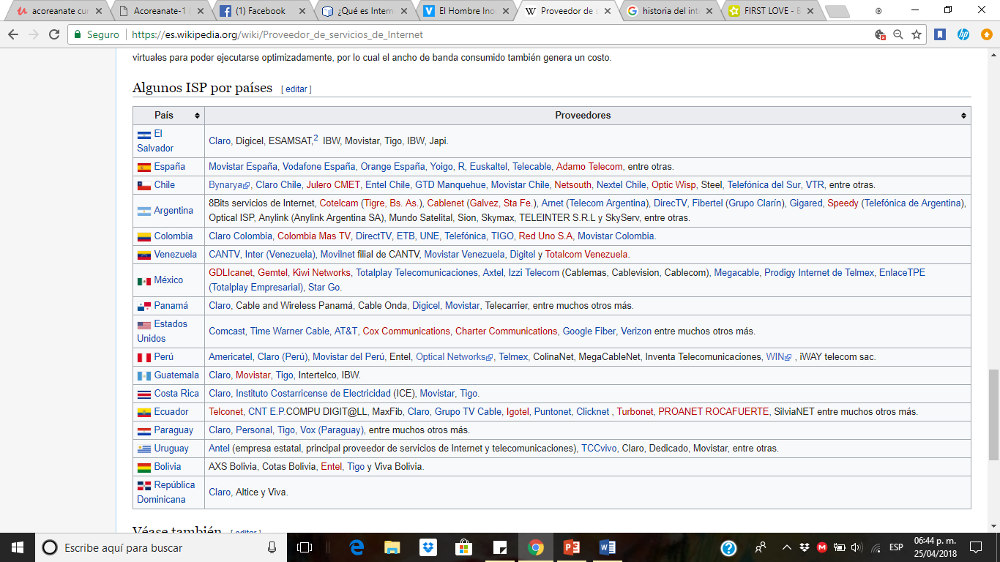 acoreanate cur
Acoreanate-1 (
(1) Facebook
¿Qué es Intern
El Hombre Inoc
Proveedor de s
historia del inte
FIRST LOVE - E
Seguro https://es.wikipedia.org/wiki/Proveedor_de_servicios_de_Internet
virtuales para poder ejecutarse optimizadamente, por lo cual el ancho de banda consumido también genera un costo.
Algunos ISP por países [ editar ]
País Proveedores
El
Salvador
Claro, Digicel, ESAMSAT,2 IBW, Movistar, Tigo, IBW, Japi.
España Movistar España, Vodafone España, Orange España, Yoigo, R, Euskaltel, Telecable, Adamo Telecom, entre otras.
Chile Bynarya, Claro Chile, Julero CMET, Entel Chile, GTD Manquehue, Movistar Chile, Netsouth, Nextel Chile, Optic Wisp, Steel, Telefónica del Sur, VTR, entre otras.
Argentina
8Bits servicios de Internet, Cotelcam (Tigre, Bs. As.), Cablenet (Galvez, Sta Fe.), Arnet (Telecom Argentina), DirecTV, Fibertel (Grupo Clarín), Gigared, Speedy (Telefónica de Argentina),
Optical ISP, Anylink (Anylink Argentina SA), Mundo Satelital, Sion, Skymax, TELEINTER S.R.L y SkyServ, entre otras.
Colombia Claro Colombia, Colombia Mas TV, DirectTV, ETB, UNE, Telefónica, TIGO, Red Uno S.A, Movistar Colombia.
Venezuela CANTV, Inter (Venezuela), Movilnet filial de CANTV, Movistar Venezuela, Digitel y Totalcom Venezuela.
México
GDLIcanet, Gemtel, Kiwi Networks, Totalplay Telecomunicaciones, Axtel, Izzi Telecom (Cablemas, Cablevision, Cablecom), Megacable, Prodigy Internet de Telmex, EnlaceTPE
(Totalplay Empresarial), Star Go.
Panamá Claro, Cable and Wireless Panamá, Cable Onda, Digicel, Movistar, Telecarrier, entre muchos otros más.
Estados
Unidos
Comcast, Time Warner Cable, AT&T, Cox Communications, Charter Communications, Google Fiber, Verizon entre muchos otros más.
Perú Americatel, Claro (Perú), Movistar del Perú, Entel, Optical Networks, Telmex, ColinaNet, MegaCableNet, Inventa Telecomunicaciones, WIN , iWAY telecom sac.
Guatemala Claro, Movistar, Tigo, Intertelco, IBW.
Costa Rica Claro, Instituto Costarricense de Electricidad (ICE), Movistar, Tigo.
Ecuador Telconet, CNT E.P.COMPU DIGIT@LL, MaxFib, Claro, Grupo TV Cable, Igotel, Puntonet, Clicknet , Turbonet, PROANET ROCAFUERTE, SilviaNET entre muchos otros más.
Paraguay Claro, Personal, Tigo, Vox (Paraguay), entre muchos otros más.
Uruguay Antel (empresa estatal, principal proveedor de servicios de Internet y telecomunicaciones), TCCvivo, Claro, Dedicado, Movistar, entre otras.
Bolivia AXS Bolivia, Cotas Bolivia, Entel, Tigo y Viva Bolivia.
República
Dominicana
Claro, Altice y Viva.
Véase también [ editar ]
Escribe aquí para buscar
ESP
06:44 p. m.
25/04/2018